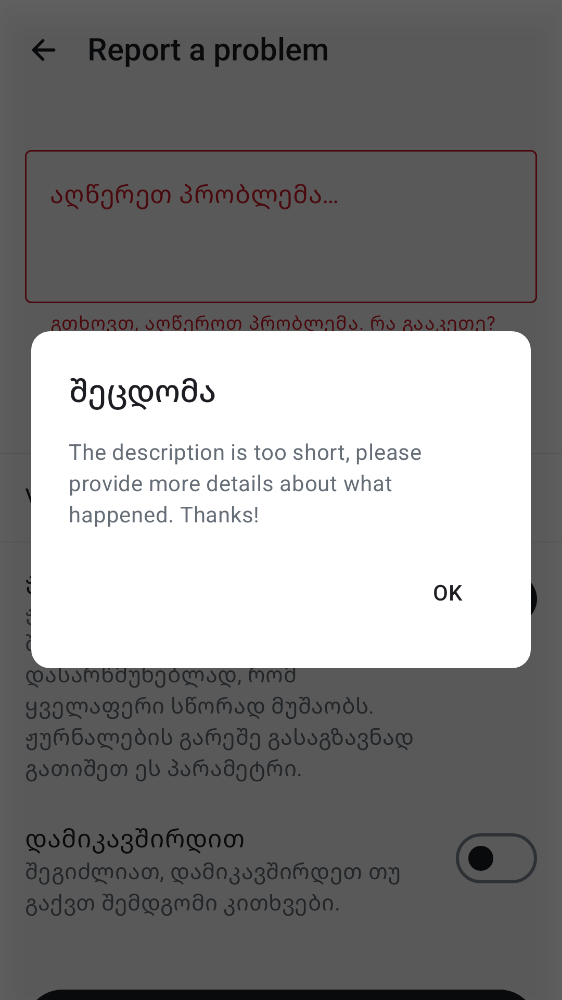 Report a problem
აღწერეთ პრობლემა...
გთხოვთ, აღწეროთ პრობლემა. რა გააკეთე?
შეცდომა
The description is too short, please
provide more details about what
happened. Thanks!
OK
დასარწმუნებლად, რომ
ყველაფერი სწორად მუშაობს.
ჟურნალების გარეშე გასაგზავნად
გათიშეთ ეს პარამეტრი.
დამიკავშირდით
შეგიძლიათ, დამიკავშირდეთ თუ
გაქვთ შემდგომი კითხვები.